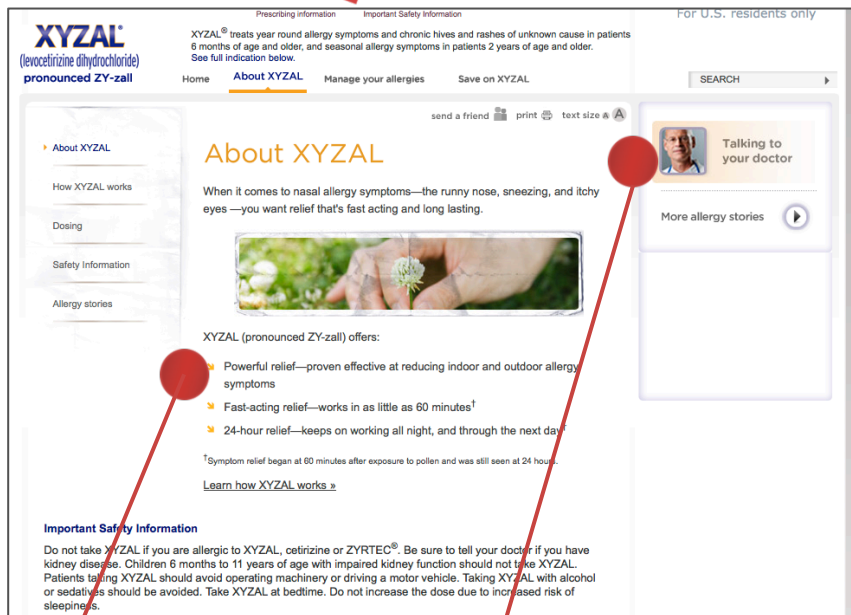 Prescribing information Important Safety Information
For U.S. residents only
XYZAL®
(levocetirizine dihydrochloride)
pronounced ZY-zall
XYZAL® treats year round allergy symptoms and chronic hives and rashes of unknown cause in patients
6 months of age and older, and seasonal allergy symptoms in patients 2 years of age and older.
See full indication below.
Home About XYZAL Manage your allergies Save on XYZAL
SEARCH
send a friend print text size A A
About XYZAL
How XYZAL works
Dosing
Safety Information
Allergy stories
About XYZAL
When it comes to nasal allergy symptoms—the runny nose, sneezing, and itchy
eyes —you want relief that's fast acting and long lasting.
XYZAL (pronounced ZY-zall) offers:
Powerful relief—proven effective at reducing indoor and outdoor allergy
symptoms
Fast-acting relief—works in as little as 60 minutes†
24-hour relief—keeps on working all night, and through the next day†
†Symptom relief began at 60 minutes after exposure to pollen and was still seen at 24 hours.
Learn how XYZAL works »
Talking to
your doctor
More allergy stories
Important Safety Information
Do not take XYZAL if you are allergic to XYZAL, cetirizine or ZYRTEC®. Be sure to tell your doctor if you have
kidney disease. Children 6 months to 11 years of age with impaired kidney function should not take XYZAL.
Patients taking XYZAL should avoid operating machinery or driving a motor vehicle. Taking XYZAL with alcohol
or sedatives should be avoided. Take XYZAL at bedtime. Do not increase the dose due to increased risk of
sleepiness.